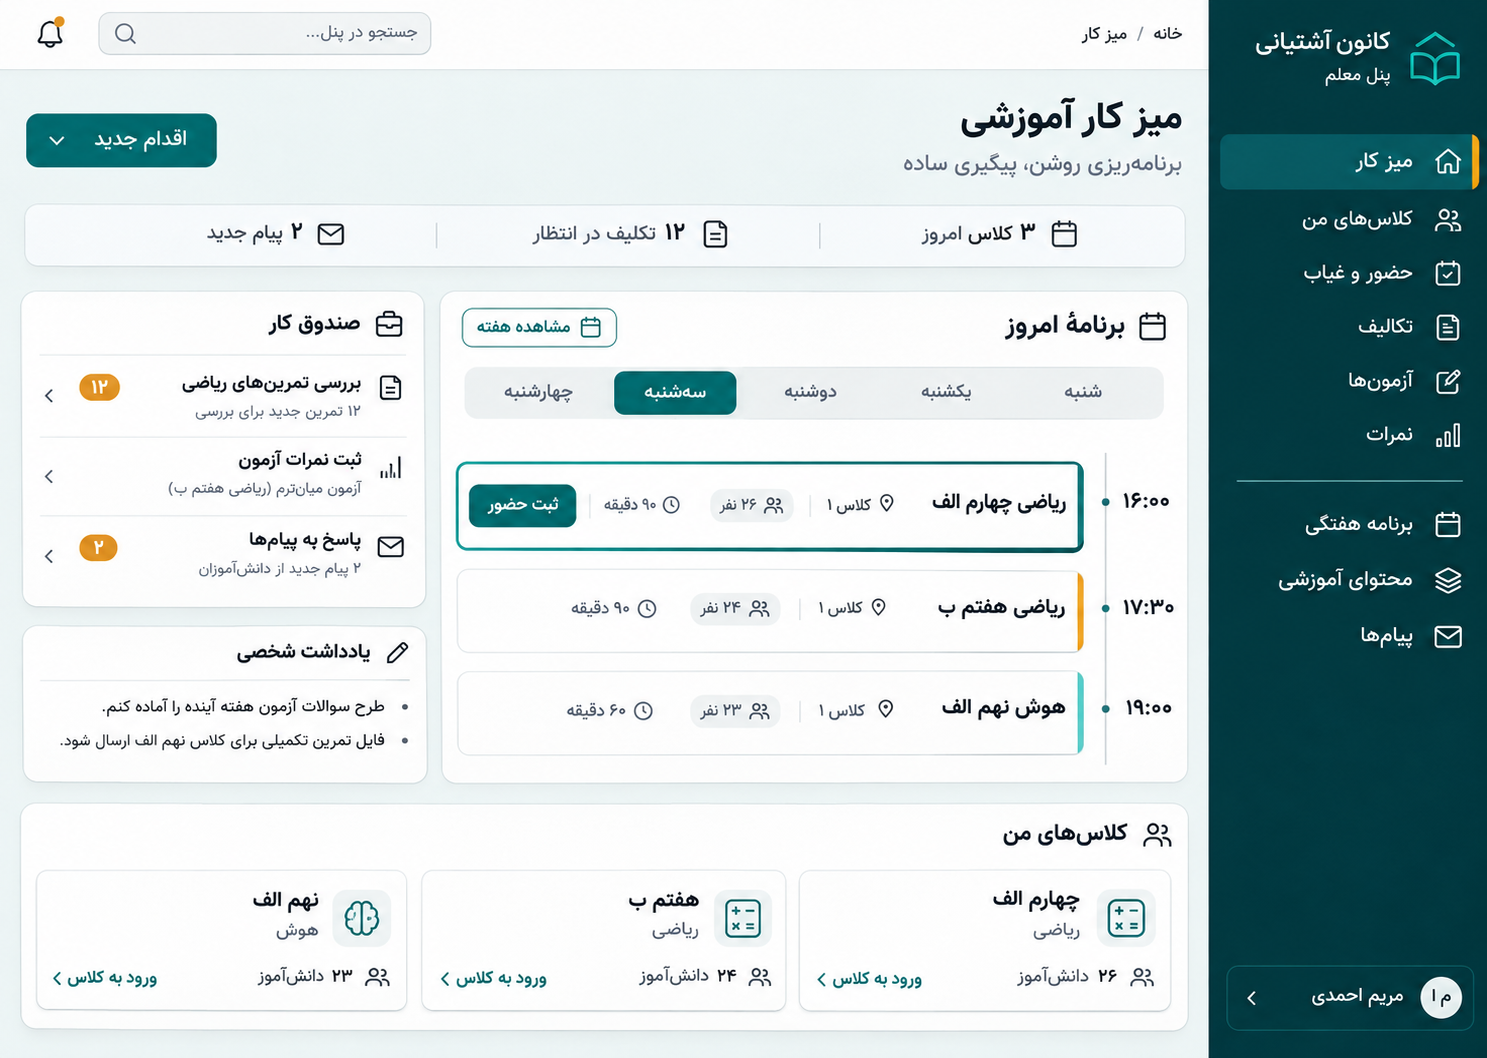 کانون آشتیانی
پنل معلم
میز کار
کلاس‌های من
حضور و غیاب
تکالیف
آزمون‌ها
نمرات
برنامه هفتگی
محتوای آموزشی
پیام‌ها
م ا
مریم احمدی
خانه / میز کار
جستجو در پنل...
میز کار آموزشی
برنامه‌ریزی روشن، پیگیری ساده
اقدام جدید
۳ کلاس امروز
۱۲ تکلیف در انتظار
۲ پیام جدید
برنامهٔ امروز
مشاهده هفته
شنبه
یکشنبه
دوشنبه
سه‌شنبه
چهارشنبه
۱۶:۰۰
ریاضی چهارم الف
کلاس ۱
۲۶ نفر
۹۰ دقیقه
ثبت حضور
۱۷:۳۰
ریاضی هفتم ب
کلاس ۱
۲۴ نفر
۹۰ دقیقه
۱۹:۰۰
هوش نهم الف
کلاس ۱
۲۳ نفر
۶۰ دقیقه
صندوق کار
بررسی تمرین‌های ریاضی
۱۲
۱۲ تمرین جدید برای بررسی
ثبت نمرات آزمون
آزمون میان‌ترم (ریاضی هفتم ب)
پاسخ به پیام‌ها
۲
۲ پیام جدید از دانش‌آموزان
یادداشت شخصی
• طرح سوالات آزمون هفته آینده را آماده کنم.
• فایل تمرین تکمیلی برای کلاس نهم الف ارسال شود.
کلاس‌های من
چهارم الف
ریاضی
۲۶ دانش‌آموز
ورود به کلاس
هفتم ب
ریاضی
۲۴ دانش‌آموز
ورود به کلاس
نهم الف
هوش
۲۳ دانش‌آموز
ورود به کلاس